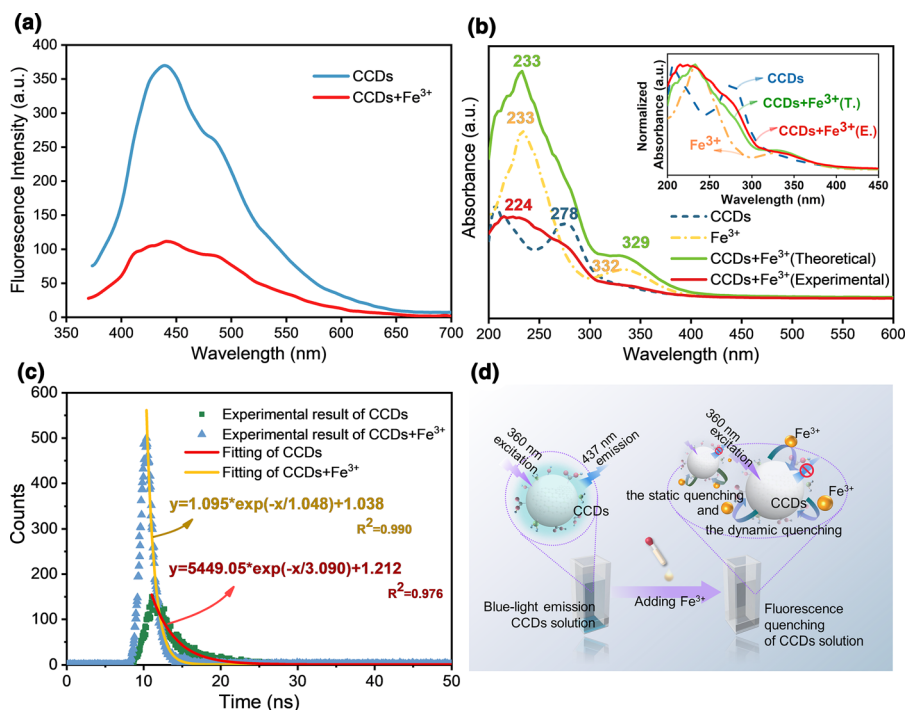 (a)
400
350
300
250
200
150
100
50
0
Fluorescence Intensity (a.u.)
CCDs
CCDs+Fe³⁺
350 400 450 500 550 600 650 700
Wavelength (nm)
(b)
Absorbance (a.u.)
233
233
224
278
332
329
Normalized
Absorbance (a.u.)
CCDs
CCDs+Fe³⁺(T.)
CCDs+Fe³⁺(E.)
Fe³⁺
200 250 300 350 400 450
Wavelength (nm)
CCDs
Fe³⁺
CCDs+Fe³⁺(Theoretical)
CCDs+Fe³⁺(Experimental)
200 250 300 350 400 450 500 550 600
Wavelength (nm)
(c)
600
500
400
300
200
100
0
Counts
Experimental result of CCDs
Experimental result of CCDs+Fe³⁺
Fitting of CCDs
Fitting of CCDs+Fe³⁺
y=1.095*exp(-x/1.048)+1.038
R²=0.990
y=5449.05*exp(-x/3.090)+1.212
R²=0.976
0 10 20 30 40 50
Time (ns)
(d)
360 nm
excitation
437 nm
emission
CCDs
360 nm
excitation
Fe³⁺
Fe³⁺
CCDs
the static quenching
and
the dynamic quenching
Adding Fe³⁺
Blue-light emission
CCDs solution
Fluorescence
quenching
of CCDs solution